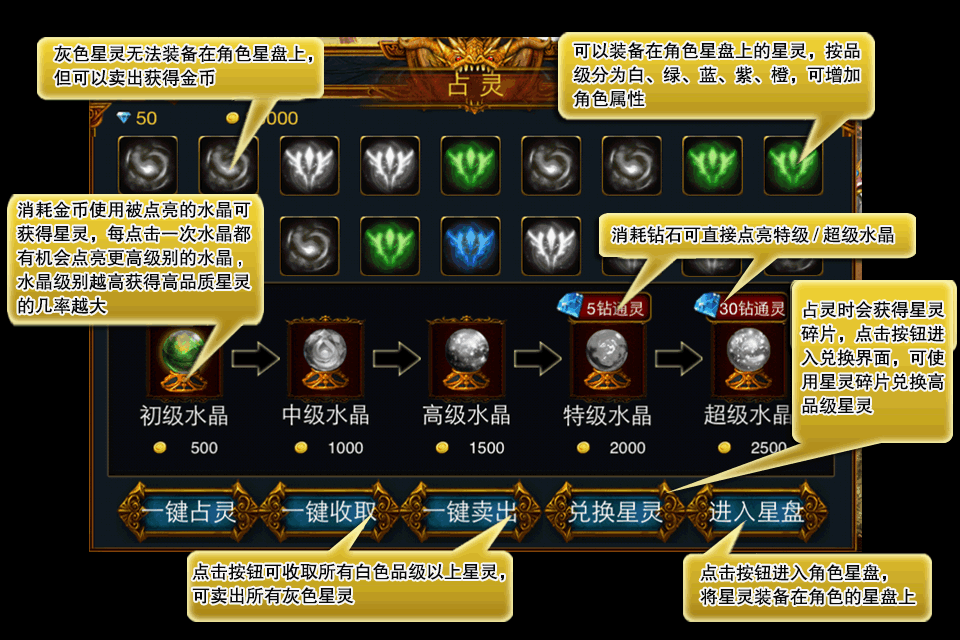 灰色星灵无法装备在角色星盘上，
但可以卖出获得金币
占灵
可以装备在角色星盘上的星灵，按品
级分为白、绿、蓝、紫、橙，可增加
角色属性
50
000
消耗金币使用被点亮的水晶可
获得星灵，每点击一次水晶都
有机会点亮更高级别的水晶，
水晶级别越高获得高品质星灵
的几率越大
消耗钻石可直接点亮特级/超级水晶
5钻通灵
30钻通灵
占灵时会获得星灵
碎片，点击按钮进
入兑换界面，可使
用星灵碎片兑换高
品级星灵
初级水晶
中级水晶
高级水晶
特级水晶
超级水晶
500
1000
1500
2000
2500
一键占灵
一键收取
一键卖出
兑换星灵
进入星盘
点击按钮可收取所有白色品级以上星灵，
可卖出所有灰色星灵
点击按钮进入角色星盘，
将星灵装备在角色的星盘上